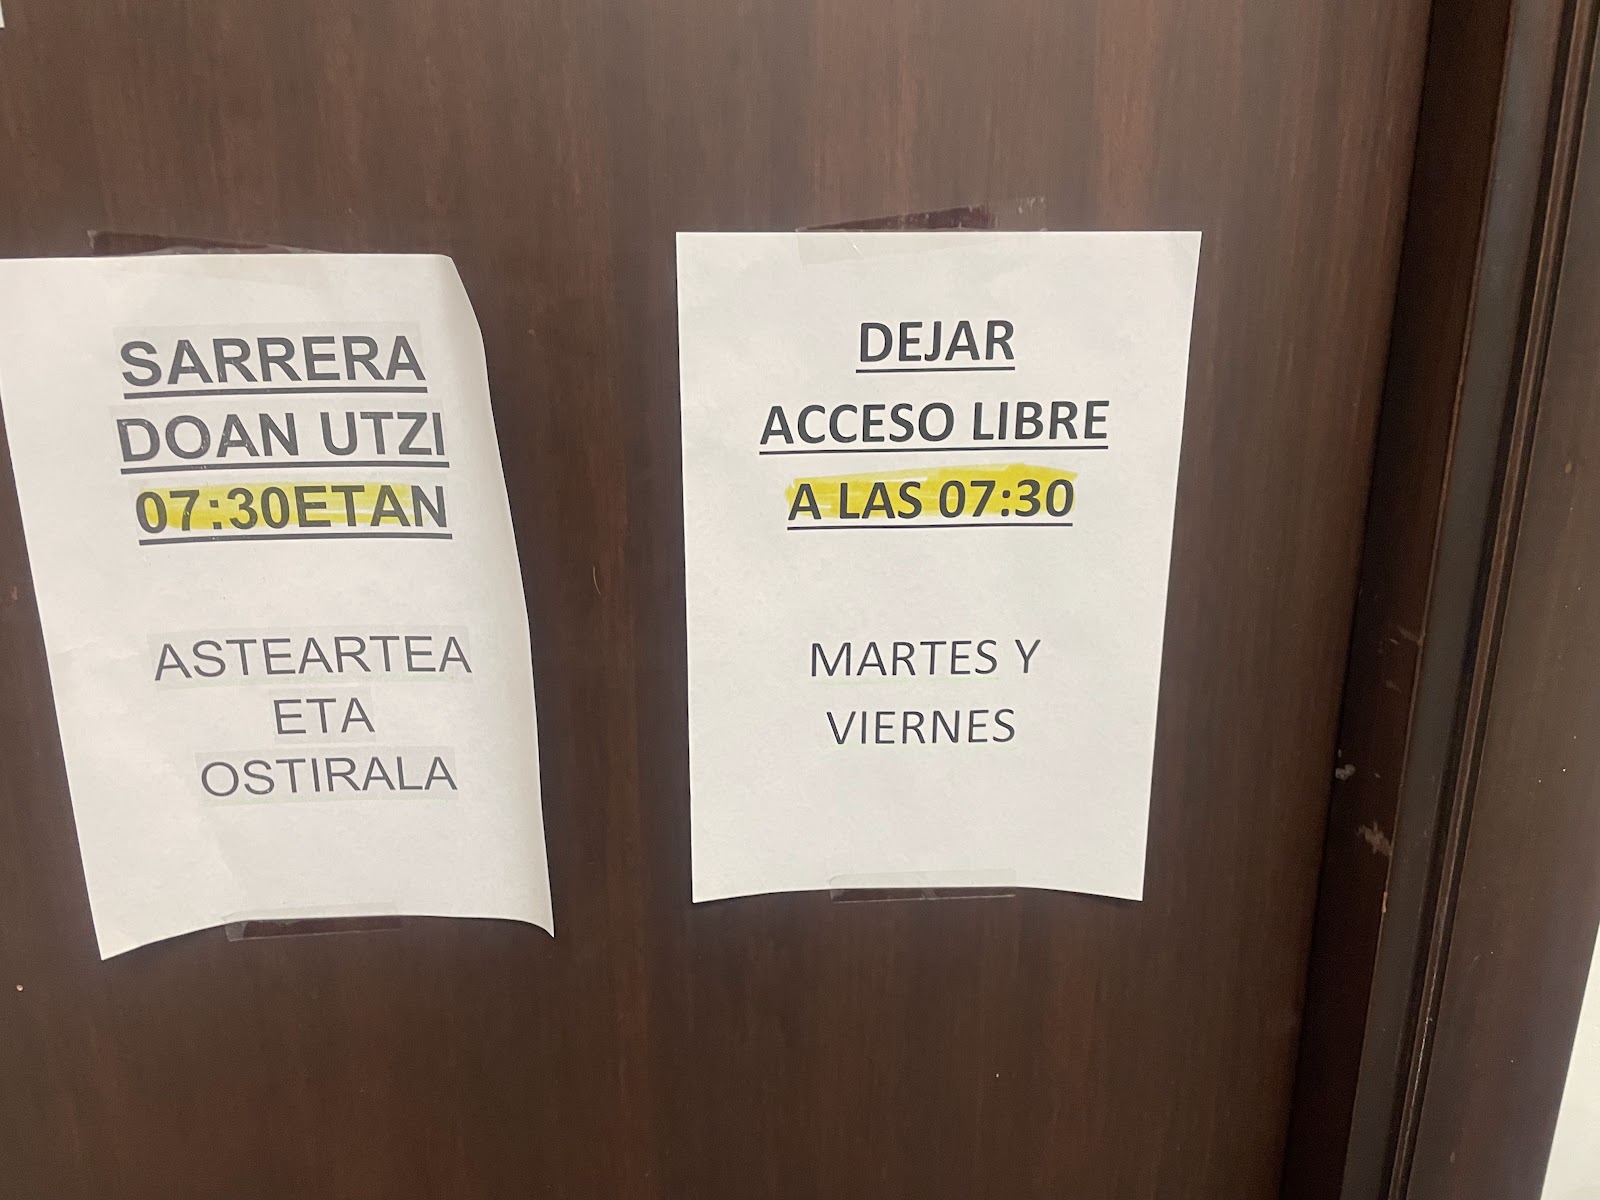 SARRERA
DOAN UTZI
07:30ETAN
ASTEARTEA
ETA
OSTIRALA
DEJAR
ACCESO LIBRE
A LAS 07:30
MARTES Y
VIERNES